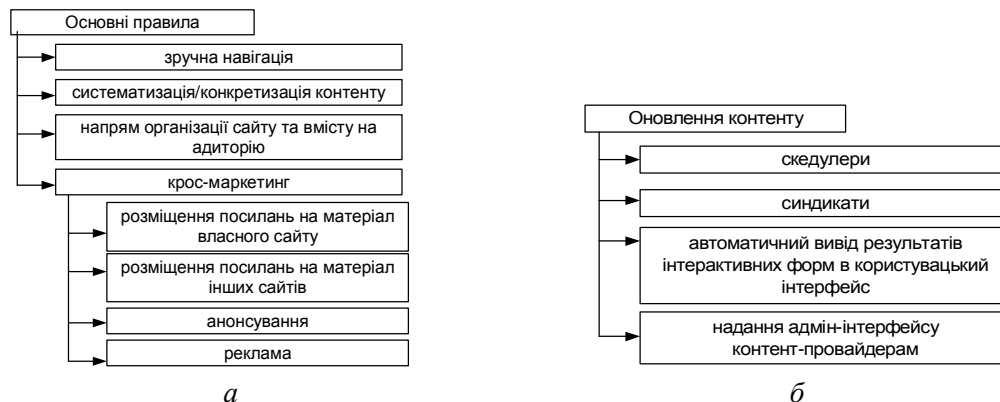 Основні правила
зручна навігація
систематизація/конкретизація контенту
напрям організації сайту та вмісту на
адиторію
крос-маркетинг
розміщення посилань на матеріал
власного сайту
розміщення посилань на матеріал
інших сайтів
анонсування
реклама
а
Оновлення контенту
скедулери
синдикати
автоматичний вивід результатів
інтерактивних форм в користувацький
інтерфейс
надання адмін-інтерфейсу
контент-провайдерам
б